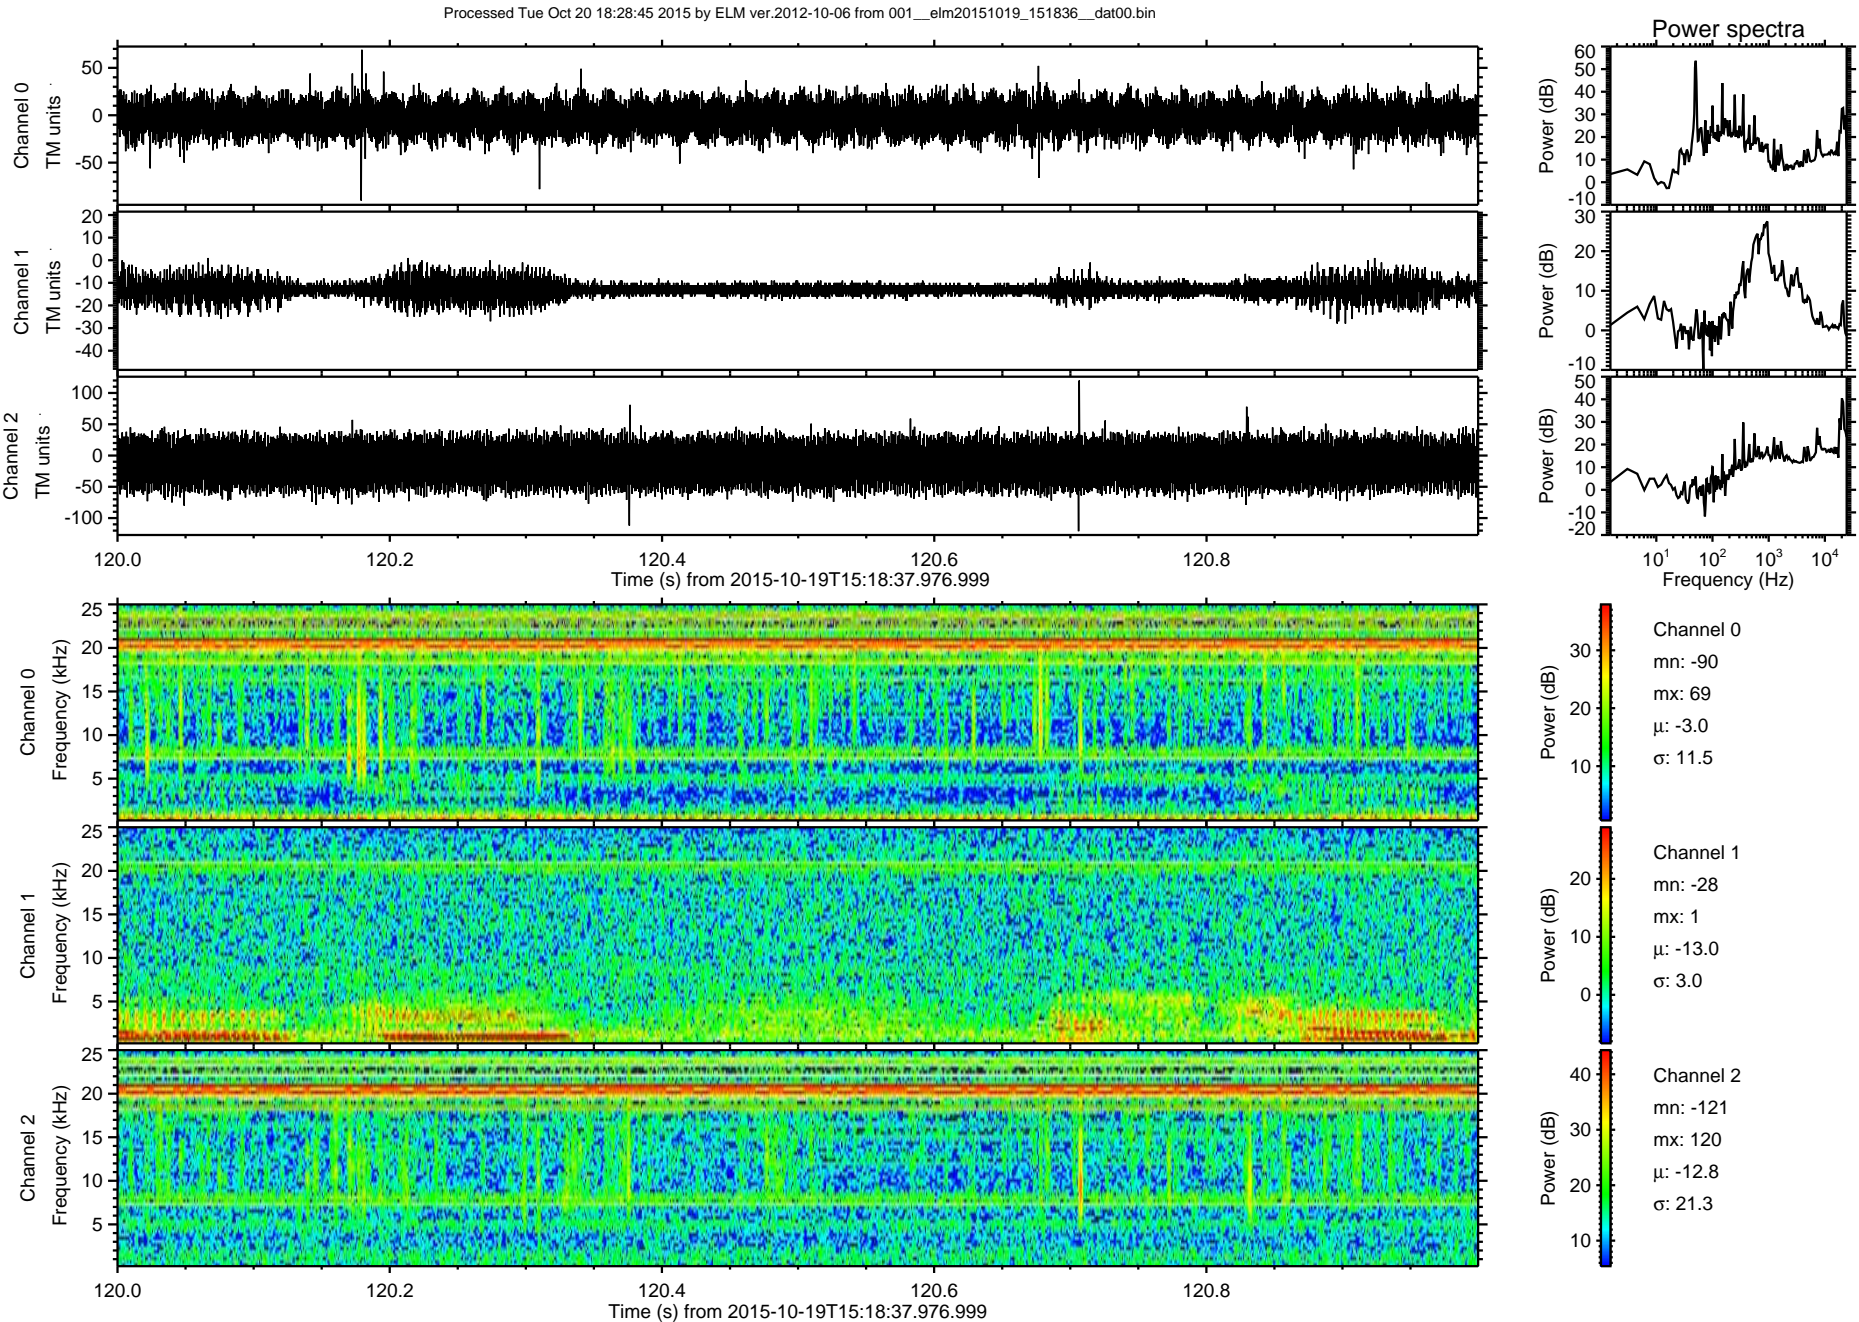 Processed Tue Oct 20 18:28:45 2015 by ELM ver.2012-10-06 from 001__elm20151019_151836__dat00.bin
Power spectra
Channel 0
TM units
50
0
-50
Power (dB)
60
50
40
30
20
10
0
-10
Channel 1
TM units
20
10
0
-10
-20
-30
-40
Power (dB)
30
20
10
0
-10
Channel 2
TM units
100
50
0
-50
-100
Power (dB)
50
40
30
20
10
0
-10
-20
120.0 120.2 120.4 120.6 120.8
Time (s) from 2015-10-19T15:18:37.976.999
10¹ 10² 10³ 10⁴
Frequency (Hz)
Channel 0
Frequency (kHz)
25
20
15
10
5
Power (dB)
30
20
10
Channel 0
mn: -90
mx: 69
μ: -3.0
σ: 11.5
Channel 1
Frequency (kHz)
25
20
15
10
5
Power (dB)
20
10
0
Channel 1
mn: -28
mx: 1
μ: -13.0
σ: 3.0
Channel 2
Frequency (kHz)
25
20
15
10
5
Power (dB)
40
30
20
10
Channel 2
mn: -121
mx: 120
μ: -12.8
σ: 21.3
120.0 120.2 120.4 120.6 120.8
Time (s) from 2015-10-19T15:18:37.976.999